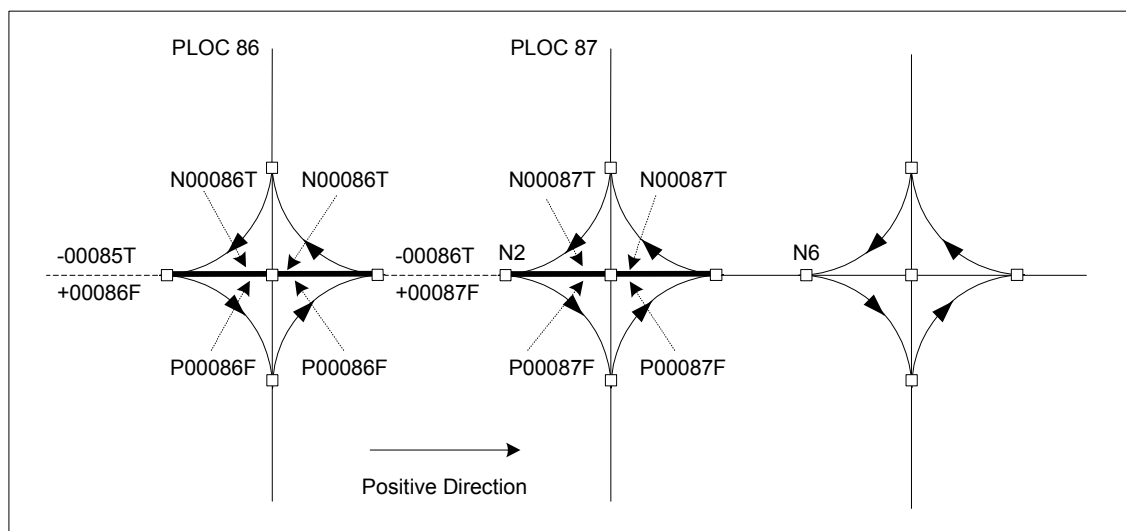 PLOC 86
PLOC 87
N00086T
N00086T
N00087T
N00087T
-00085T
+00086F
-00086T
+00087F
N2
N6
P00086F
P00086F
P00087F
P00087F
Positive Direction